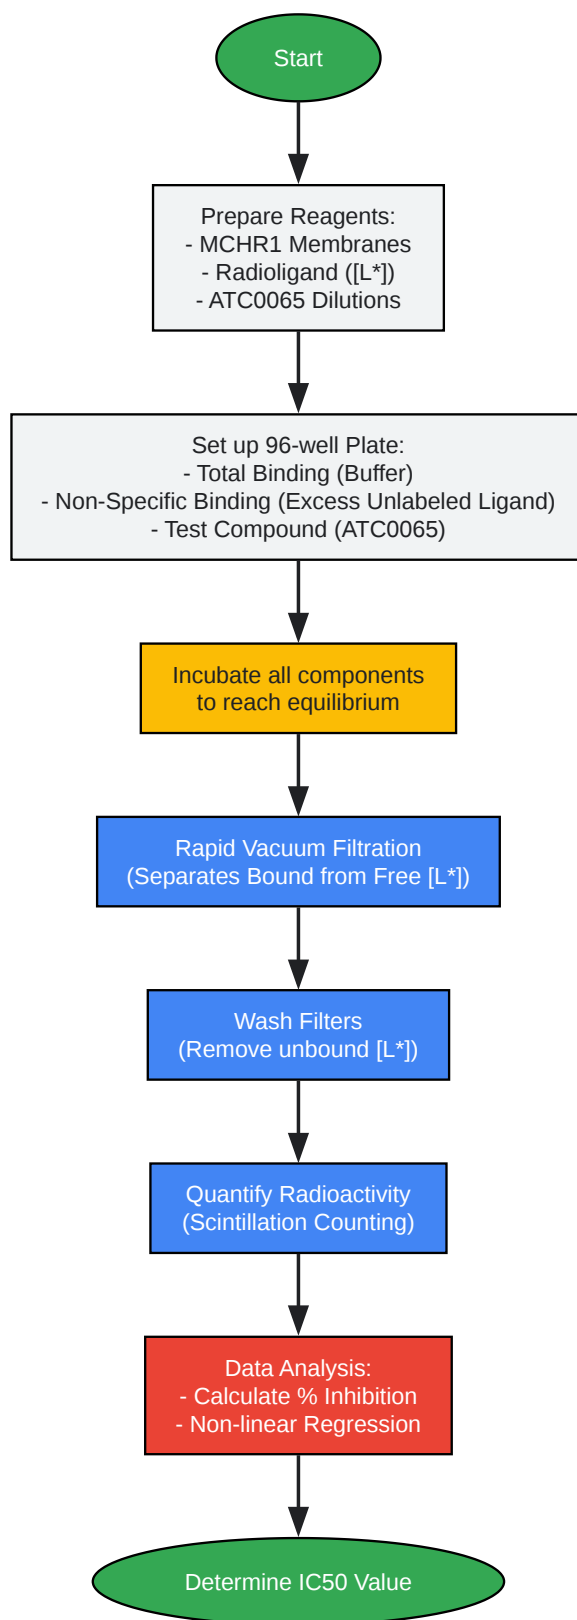 Start
Prepare Reagents:
- MCHR1 Membranes
- Radioligand ([L*])
- ATC0065 Dilutions
Set up 96-well Plate:
- Total Binding (Buffer)
- Non-Specific Binding (Excess Unlabeled Ligand)
- Test Compound (ATC0065)
Incubate all components
to reach equilibrium
Rapid Vacuum Filtration
(Separates Bound from Free [L*])
Wash Filters
(Remove unbound [L*])
Quantify Radioactivity
(Scintillation Counting)
Data Analysis:
- Calculate % Inhibition
- Non-linear Regression
Determine IC50 Value